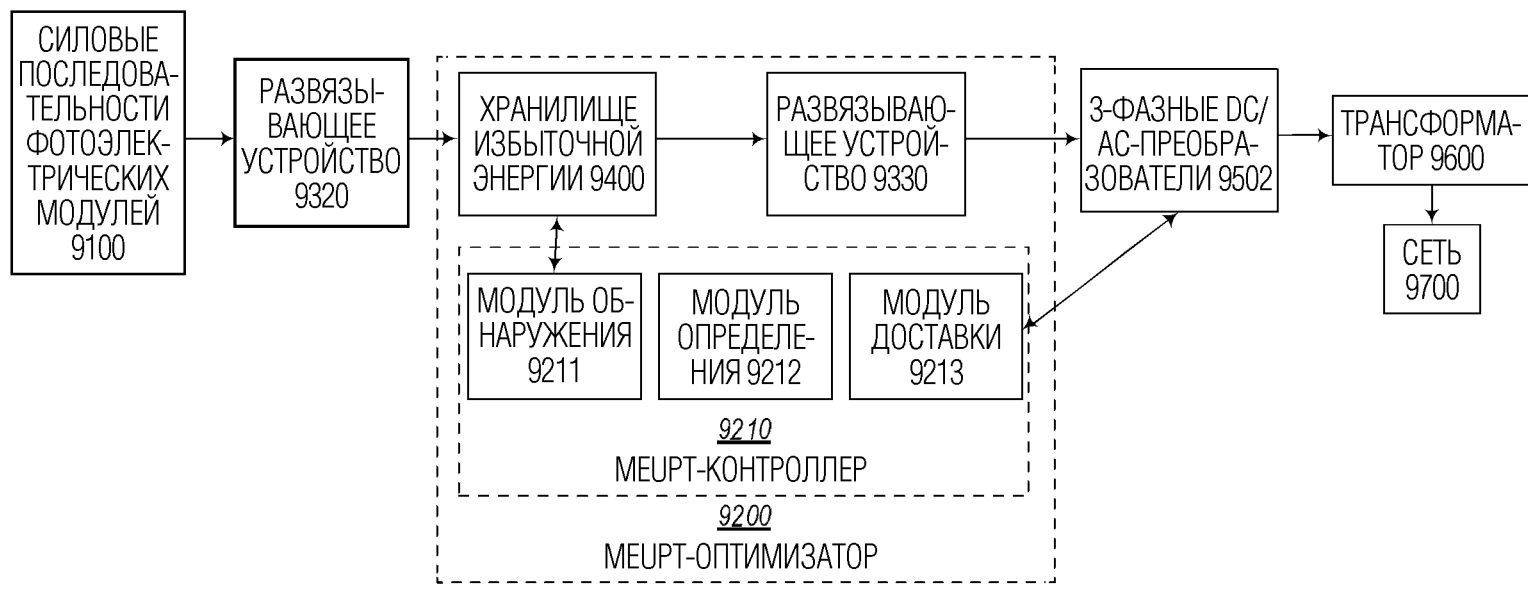 СИЛОВЫЕ
ПОСЛЕДОВА-
ТЕЛЬНОСТИ
ФОТОЭЛЕК-
ТРИЧЕСКИХ
МОДУЛЕЙ
9100
РАЗВЯЗЫ-
ВАЮЩЕЕ
УСТРОЙСТВО
9320
ХРАНИЛИЩЕ
ИЗБЫТОЧНОЙ
ЭНЕРГИИ 9400
РАЗВЯЗЫВАЮ-
ЩЕЕ УСТРОЙ-
СТВО 9330
3-ФАЗНЫЕ DC/
AC-ПРЕОБРА-
ЗОВАТЕЛИ 9502
ТРАНСФОРМА-
ТОР 9600
СЕТЬ
9700
МОДУЛЬ ОБ-
НАРУЖЕНИЯ
9211
МОДУЛЬ
ОПРЕДЕЛЕ-
НИЯ 9212
МОДУЛЬ
ДОСТАВКИ
9213
9210
MEUPT-КОНТРОЛЛЕР
9200
MEUPT-ОПТИМИЗАТОР